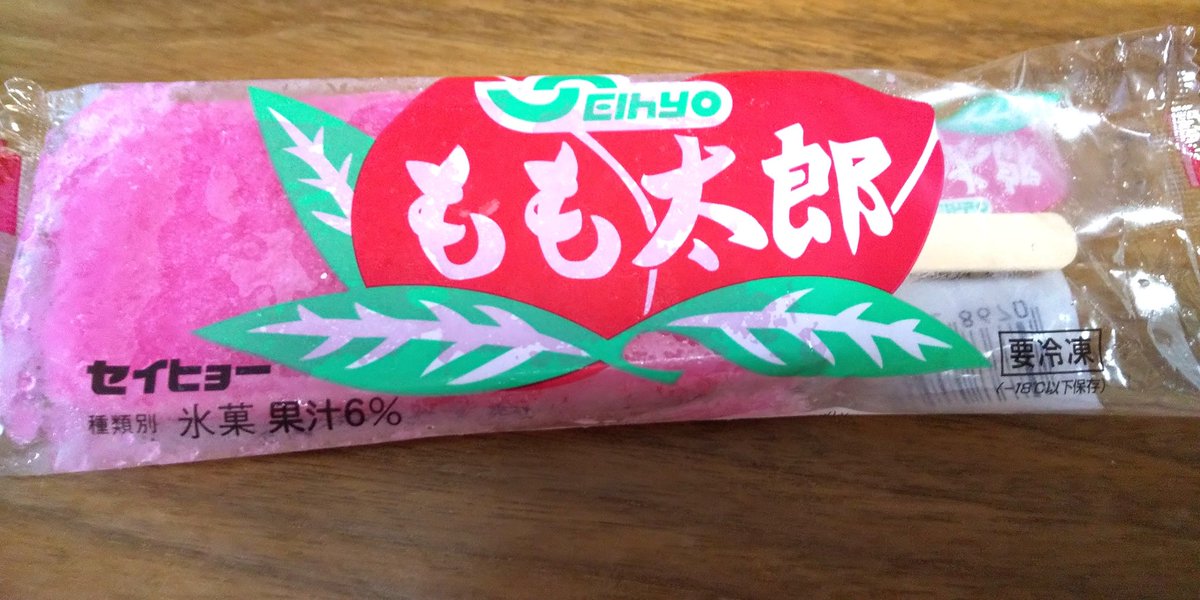 Seihyo
もも太郎
セイヒョー
種類別 氷菓 果汁6%
要冷凍
(-18℃以下保存)